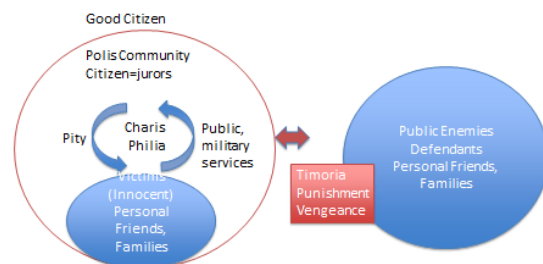 Good Citizen
Polis Community
Citizen=jurors
Pity
Charis
Philia
Public,
military
services
Victims
(Innocent)
Personal
Friends,
Families
Timoria
Punishment
Vengeance
Public Enemies
Defendants
Personal Friends,
Families